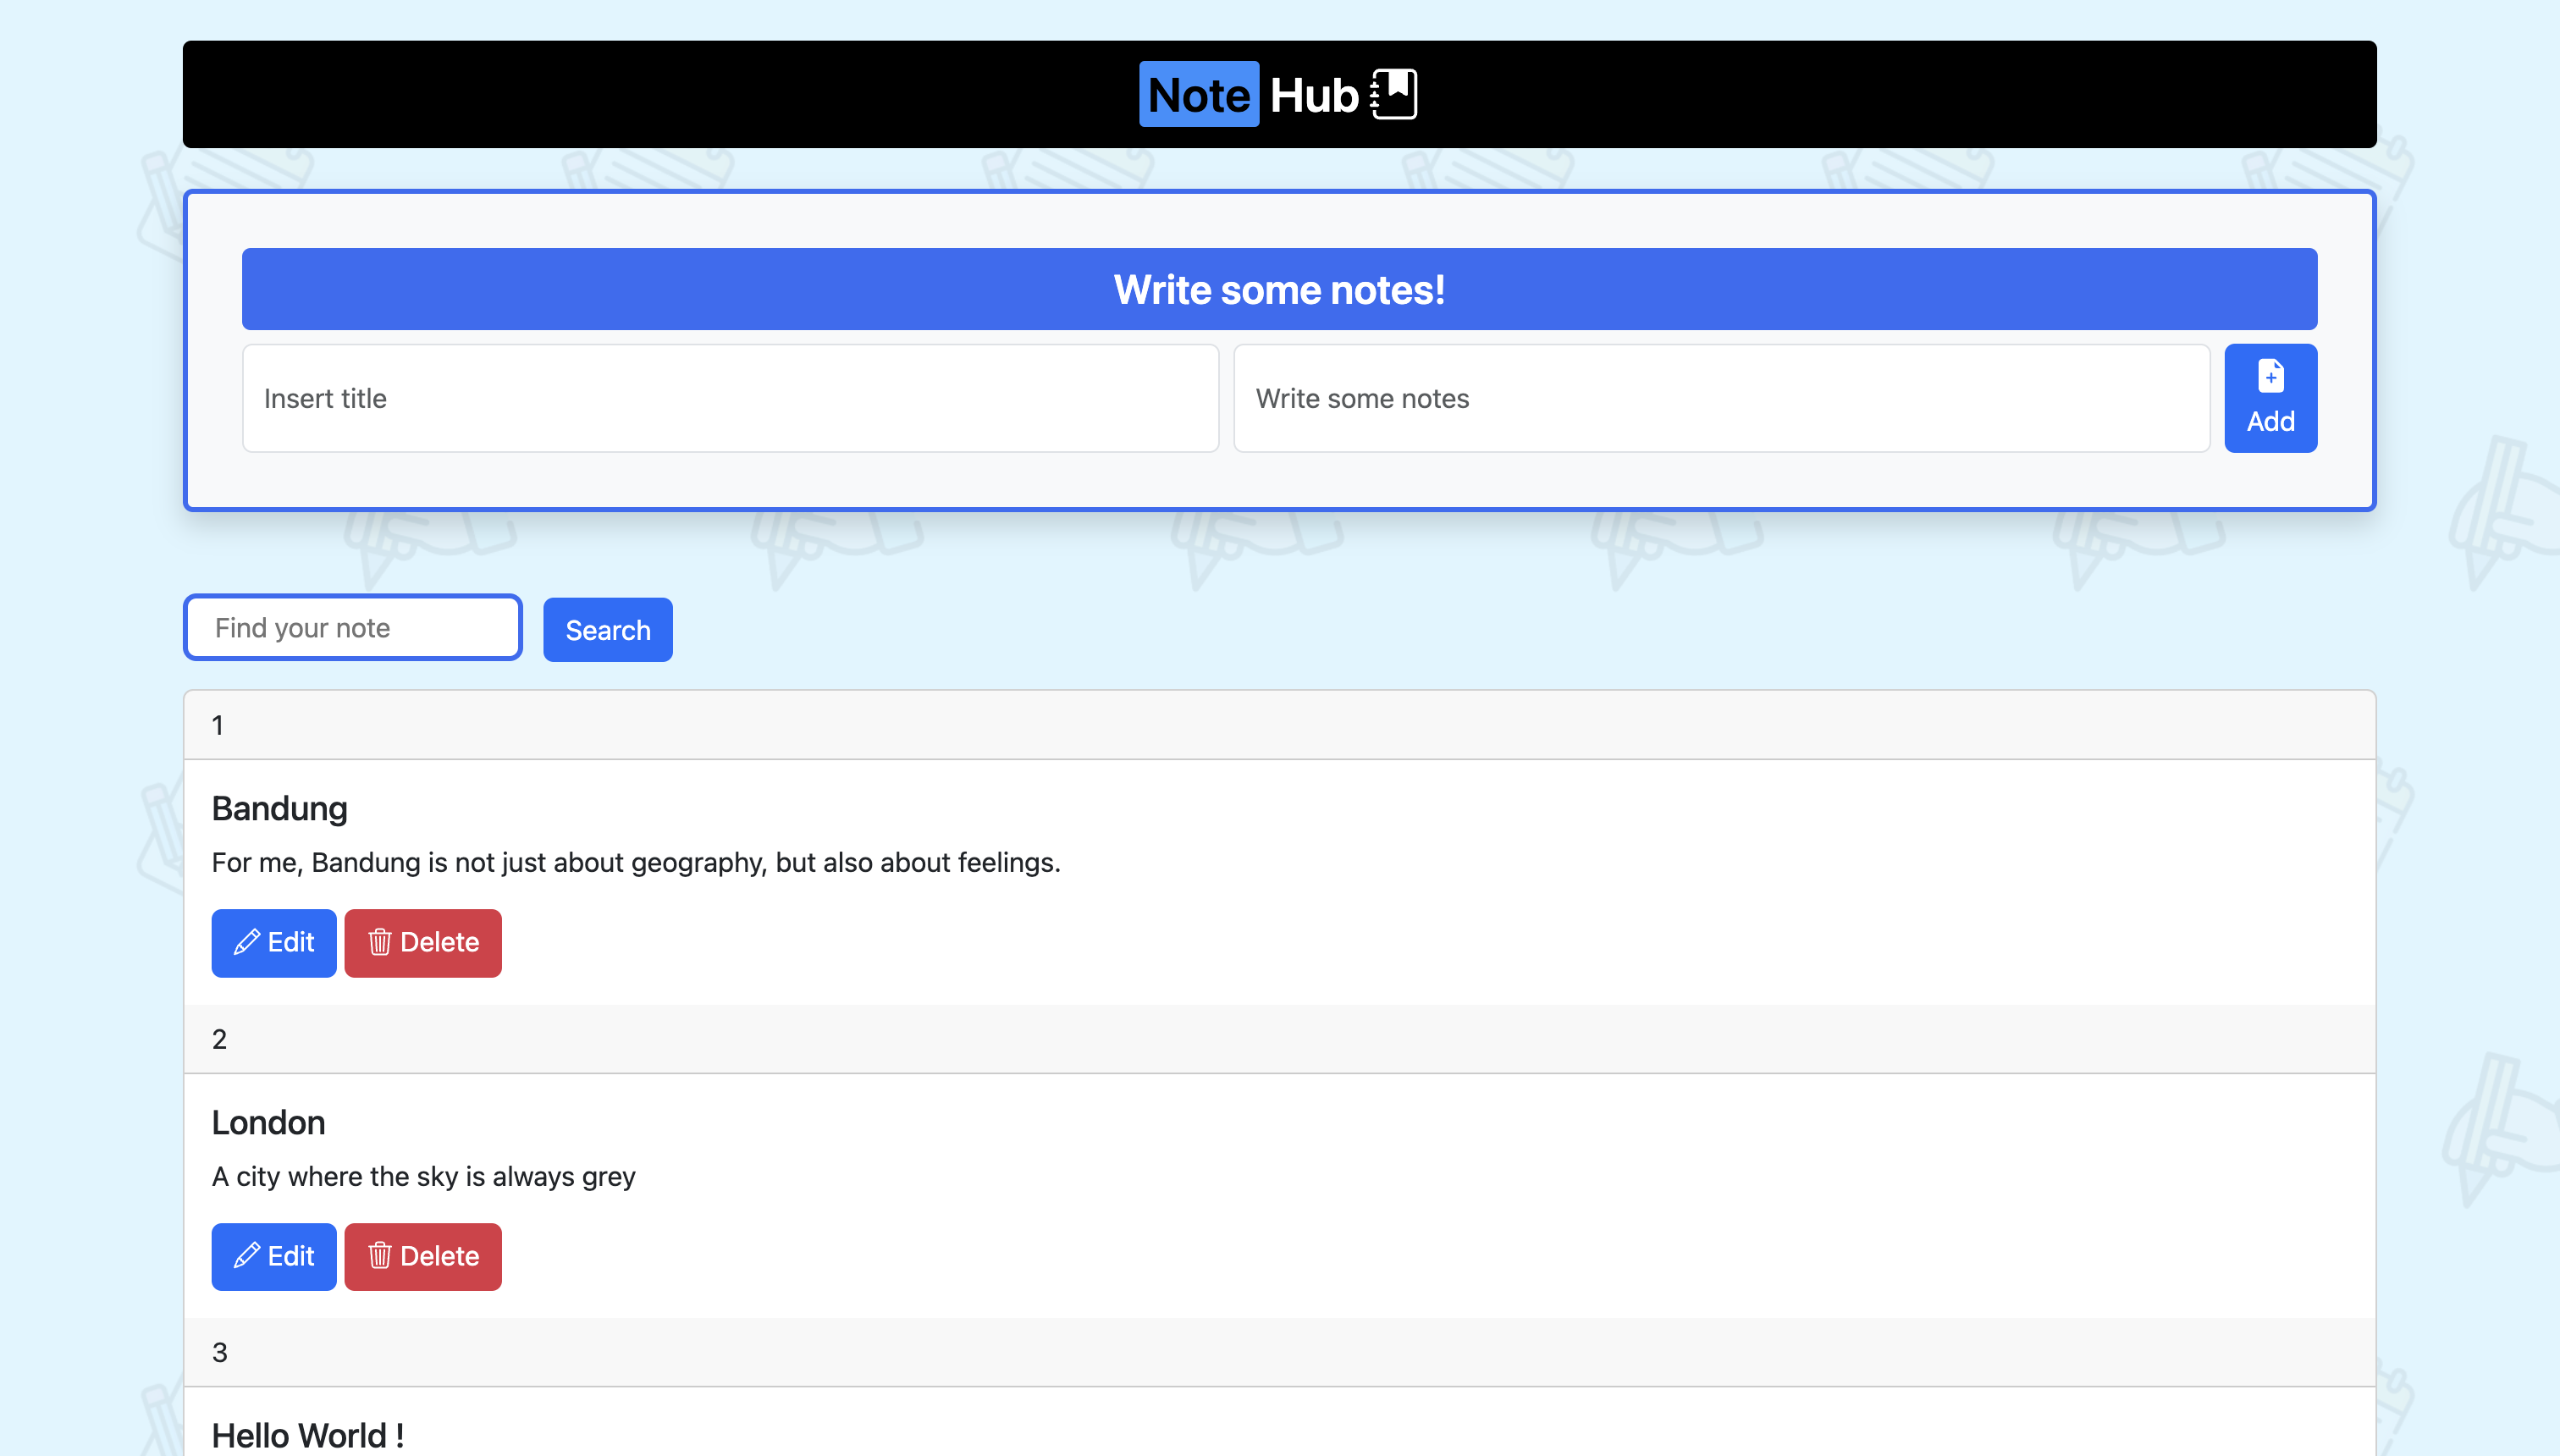 Note Hub
Write some notes!
Insert title
Write some notes
Add
Find your note
Search
1
Bandung
For me, Bandung is not just about geography, but also about feelings.
Edit
Delete
2
London
A city where the sky is always grey
Edit
Delete
3
Hello World !